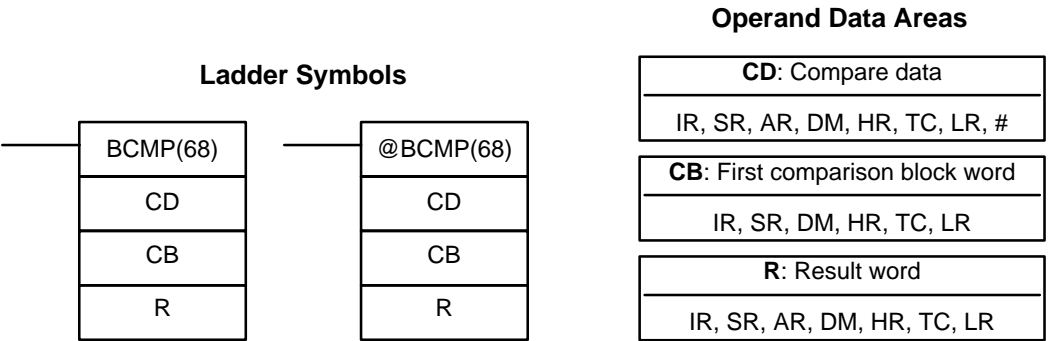 Ladder Symbols
BCMP(68)
CD
CB
R
@BCMP(68)
CD
CB
R
Operand Data Areas
CD: Compare data
IR, SR, AR, DM, HR, TC, LR, #
CB: First comparison block word
IR, SR, DM, HR, TC, LR
R: Result word
IR, SR, AR, DM, HR, TC, LR